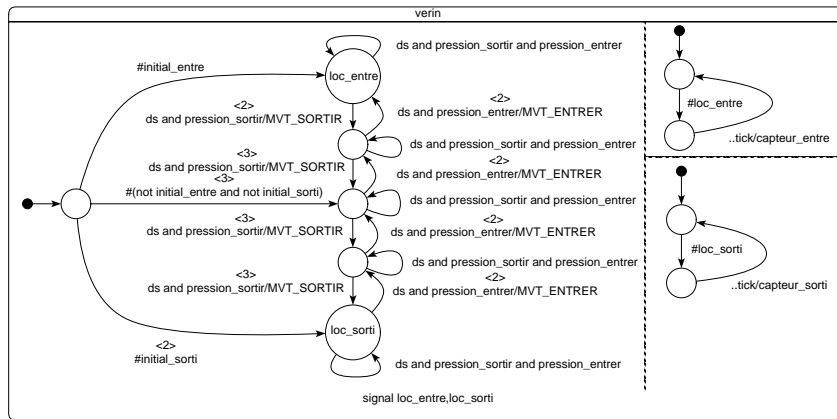 verin
ds and pression_sortir and pression_entrer
#initial_entre
loc_entre
<2>
ds and pression_sortir/MVT_SORTIR
<2>
ds and pression_entrer/MVT_ENTRER
ds and pression_sortir and pression_entrer
<3>
ds and pression_sortir/MVT_SORTIR
<2>
ds and pression_entrer/MVT_ENTRER
<3>
#(not initial_entre and not initial_sorti)
ds and pression_sortir and pression_entrer
<3>
ds and pression_sortir/MVT_SORTIR
<2>
ds and pression_entrer/MVT_ENTRER
ds and pression_sortir and pression_entrer
<3>
ds and pression_sortir/MVT_SORTIR
<2>
ds and pression_entrer/MVT_ENTRER
loc_sorti
<2>
#initial_sorti
ds and pression_sortir and pression_entrer
signal loc_entre,loc_sorti
#loc_entre
..tick/capteur_entre
#loc_sorti
..tick/capteur_sorti